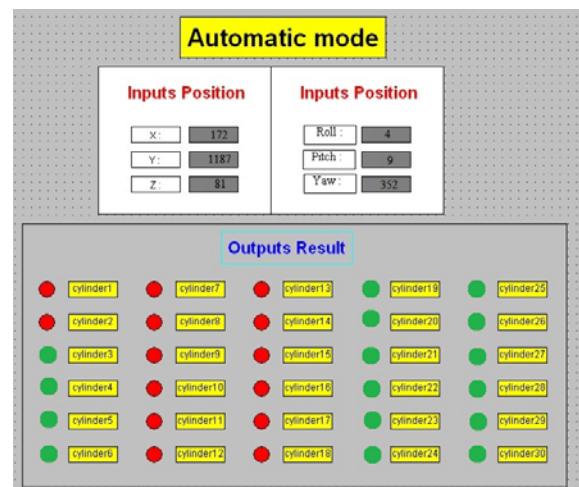 Automatic mode
Inputs Position Inputs Position
X: 172 Roll : 4
Y: 1187 Pitch : 9
Z: 81 Yaw : 352
Outputs Result
cylinder1 cylinder7 cylinder13 cylinder19 cylinder25
cylinder2 cylinder8 cylinder14 cylinder20 cylinder26
cylinder3 cylinder9 cylinder15 cylinder21 cylinder27
cylinder4 cylinder10 cylinder16 cylinder22 cylinder28
cylinder5 cylinder11 cylinder17 cylinder23 cylinder29
cylinder6 cylinder12 cylinder18 cylinder24 cylinder30